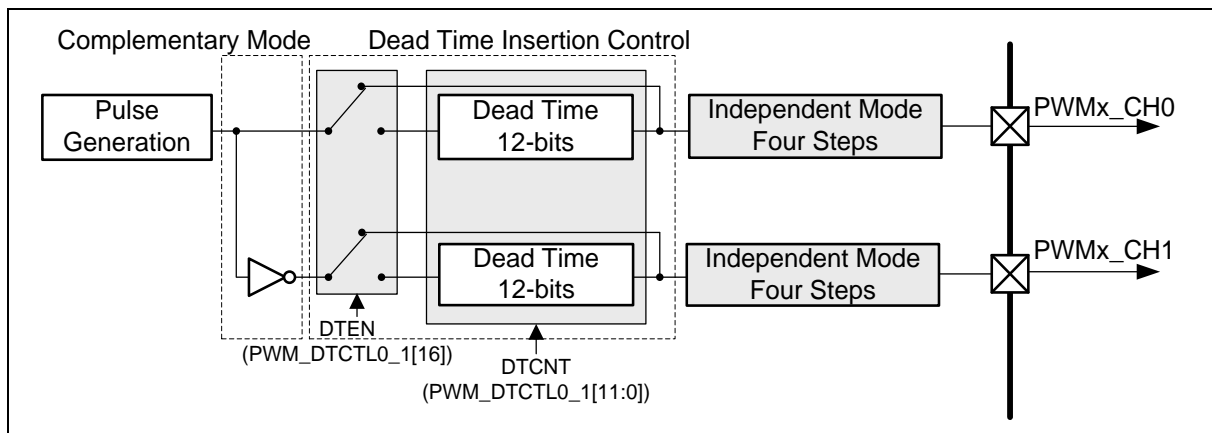 Complementary Mode
Dead Time Insertion Control
Pulse
Generation
Dead Time
12-bits
Independent Mode
Four Steps
PWMx_CH0
Dead Time
12-bits
Independent Mode
Four Steps
PWMx_CH1
DTEN
(PWM_DTCTL0_1[16])
DTCNT
(PWM_DTCTL0_1[11:0])